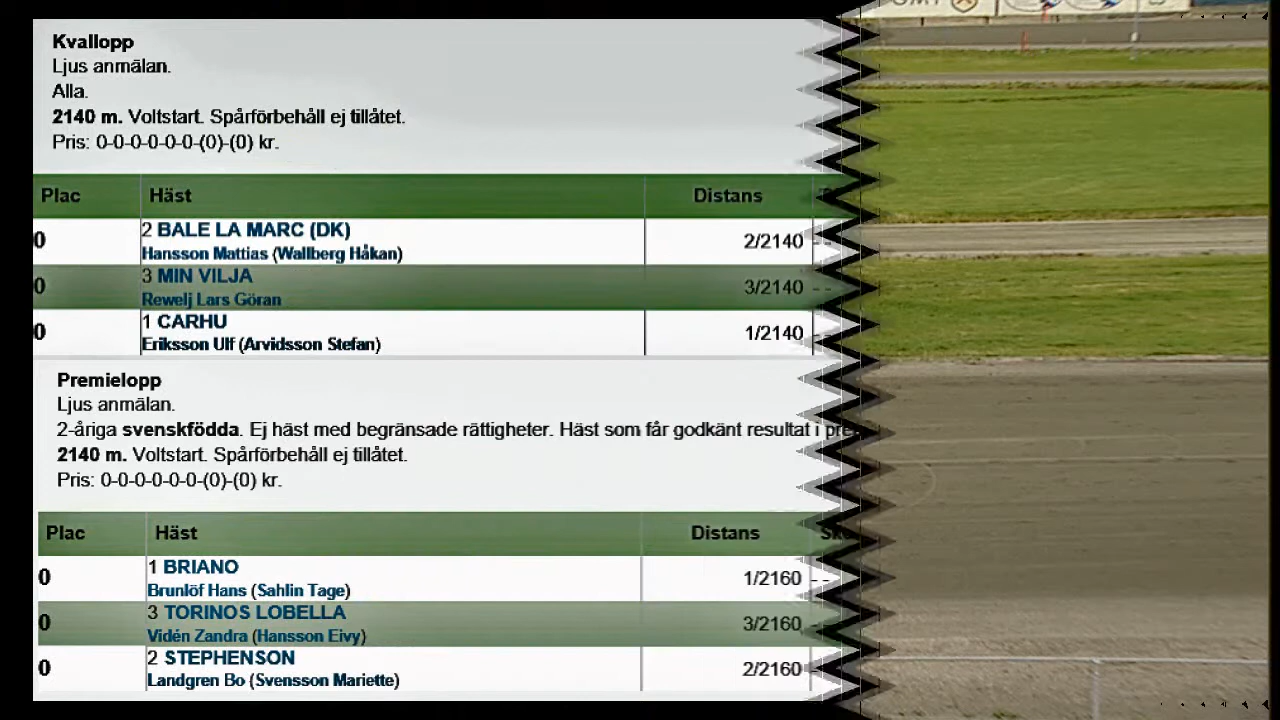 Kvallopp
Ljus anmälan.
Alla.
2140 m. Voltstart. Spårförbehåll ej tillåtet.
Pris: 0-0-0-0-0-0-(0)-(0) kr.
Plac Häst Distans
0 2 BALE LA MARC (DK) 2/2140 - -
Hansson Mattias (Wallberg Håkan)
0 3 MIN VILJA 3/2140 - -
Rewelj Lars Göran
0 1 CARHU 1/2140
Eriksson Ulf (Arvidsson Stefan)
Premielopp
Ljus anmälan.
2-åriga svenskfödda. Ej häst med begränsade rättigheter. Häst som får godkänt resultat i
2140 m. Voltstart. Spårförbehåll ej tillåtet.
Pris: 0-0-0-0-0-0-(0)-(0) kr.
Plac Häst Distans
0 1 BRIANO 1/2160 - -
Brunlöf Hans (Sahlin Tage)
0 3 TORINOS LOBELLA 3/2160 -
Vidén Zandra (Hansson Eivy)
0 2 STEPHENSON 2/2160
Landgren Bo (Svensson Mariette)